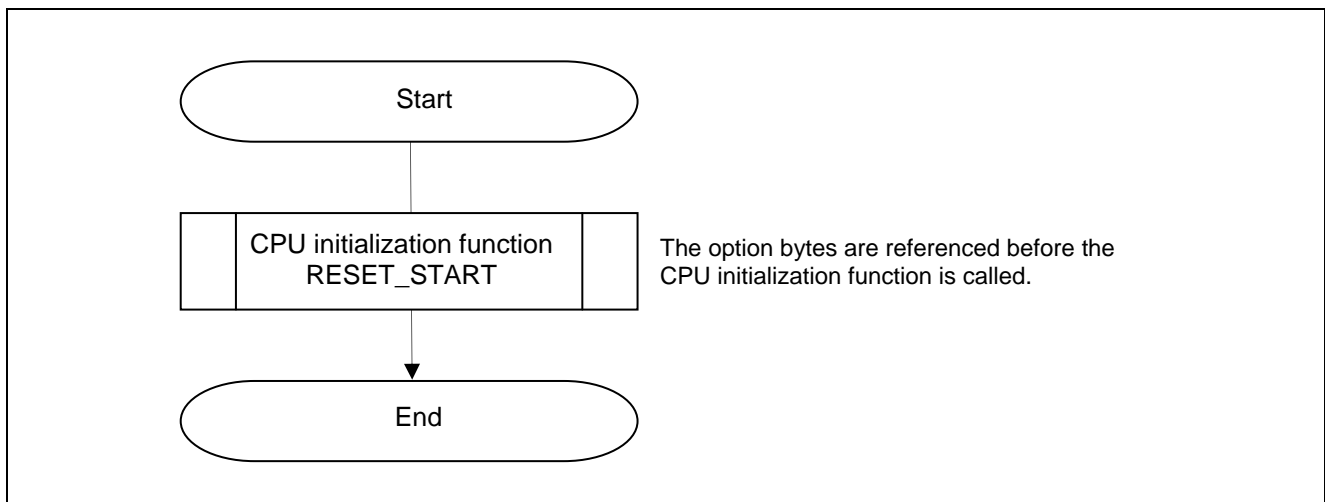 Start
CPU initialization function
RESET_START
The option bytes are referenced before the
CPU initialization function is called.
End